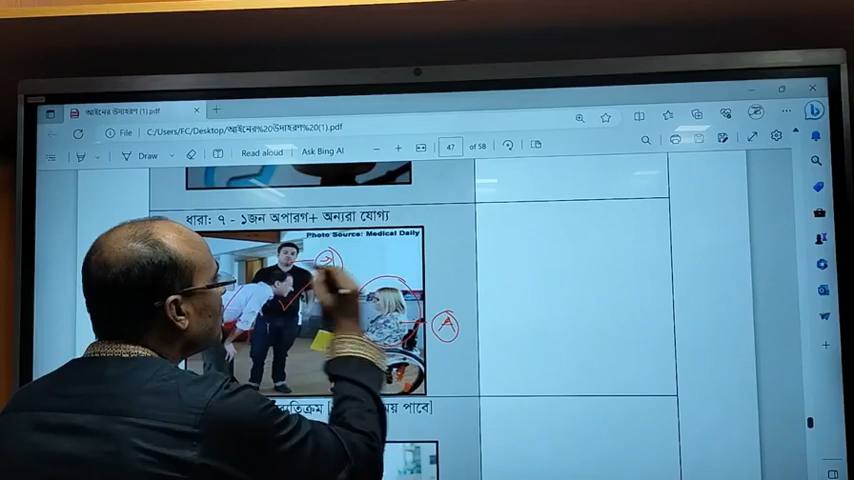 আইনের উদাহরণ (1).pdf
File C:/Users/FC/Desktop/আইনের%20উদাহরণ%20(1).pdf
Draw Read aloud Ask Bing AI 47 of 58
ধারা: ৭ - ১জন অপারগ+ অন্যরা যোগ্য
Photo Source: Medical Daily
A
ব্যতিক্রম
পাবে]